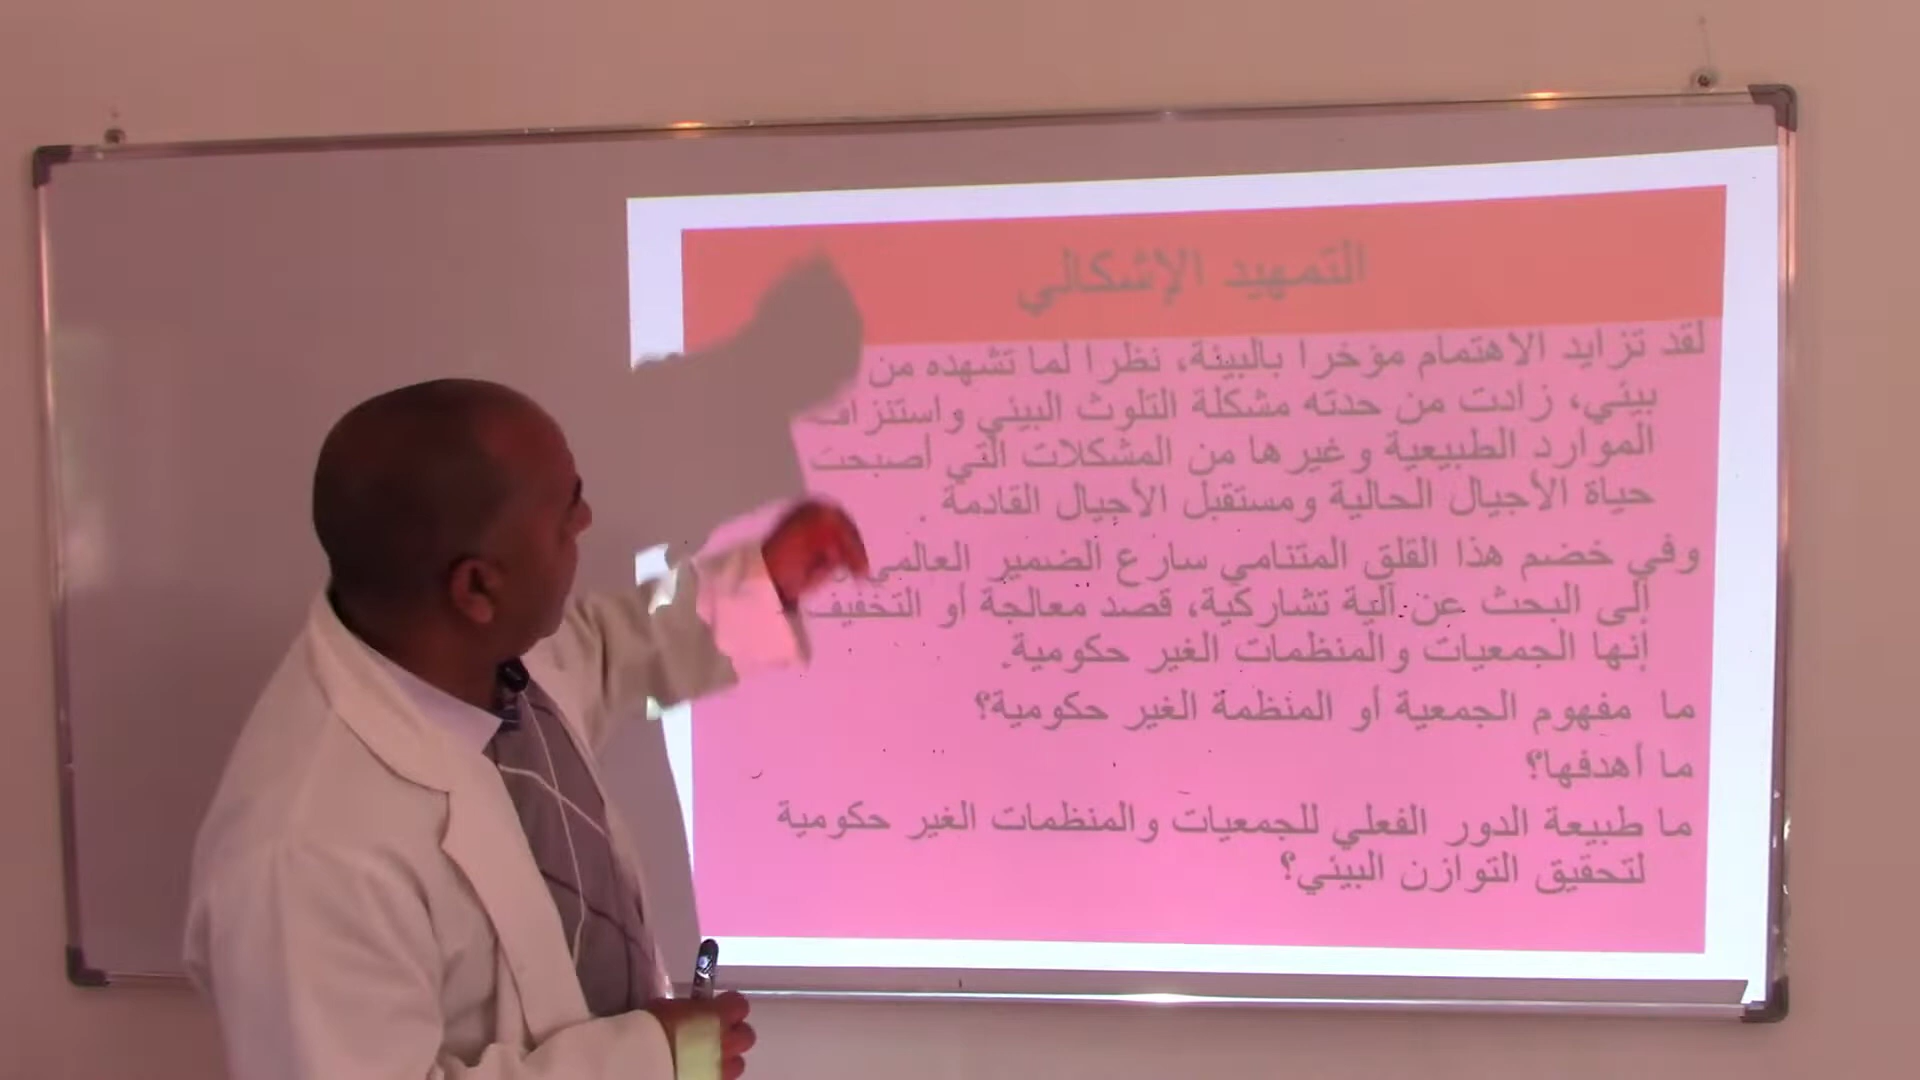 التمهيد الإشكالي
لقد تزايد الاهتمام مؤخرا بالبيئة، نظرا لما تشهده من
بيئي، زادت من حدته مشكلة التلوث البيئي واستنزاف
الموارد الطبيعية وغيرها من المشكلات التي أصبحت
حياة الأجيال الحالية ومستقبل الأجيال القادمة.
وفي خضم هذا القلق المتنامي سارع الضمير العالمي
إلى البحث عن آلية تشاركية، قصد معالجة أو التخفيف
إنها الجمعيات والمنظمات الغير حكومية.
ما مفهوم الجمعية أو المنظمة الغير حكومية؟
ما أهدفها؟
ما طبيعة الدور الفعلي للجمعيات والمنظمات الغير حكومية
لتحقيق التوازن البيئي؟